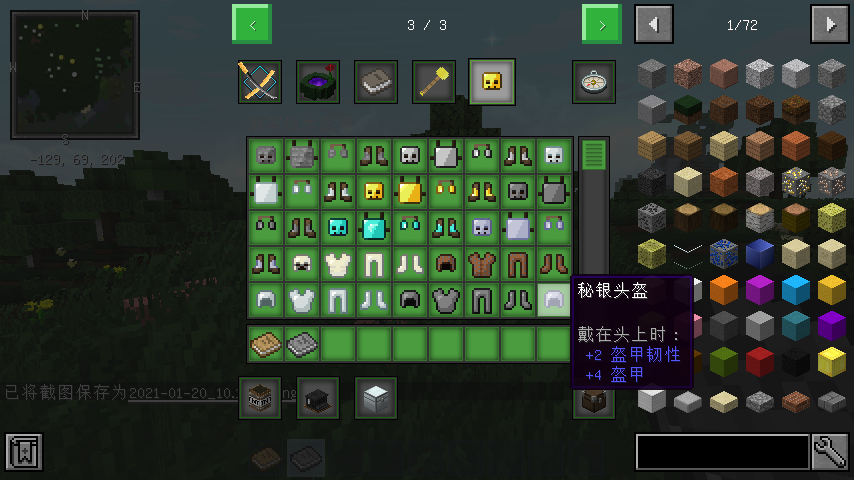 N
3 / 3
1/72
W
E
S
-129, 69, 202
秘银头盔
戴在头上时：
+2 盔甲韧性
+4 盔甲
已将截图保存为2021-01-20_10.
ng